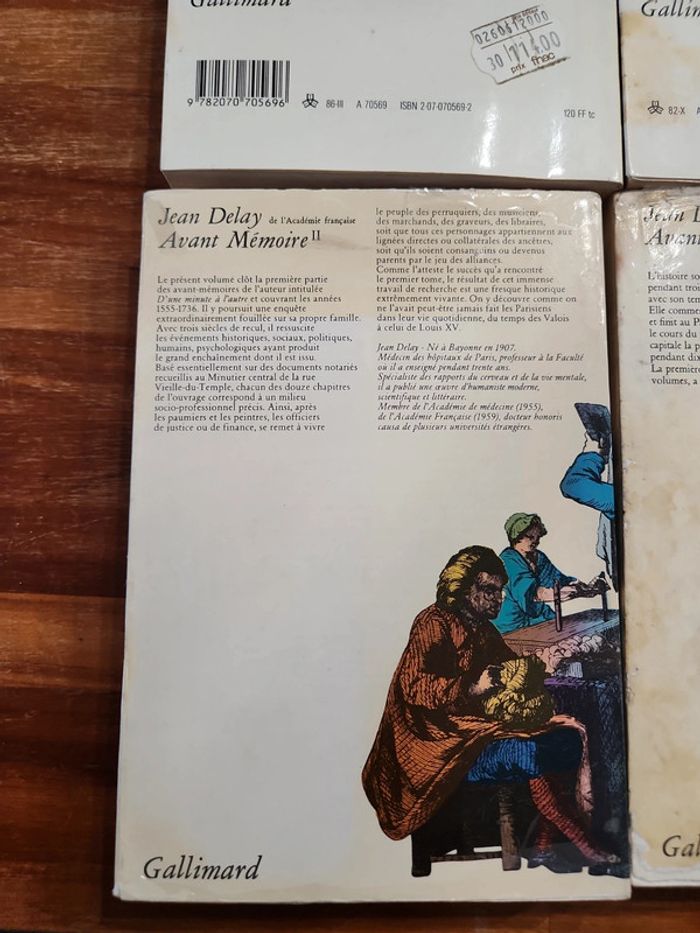 Gallimard
02606 2000
30 11 4.00
prix fnac
9 782070 705696
86-III A 70569 ISBN 2-07-070569-2
120 FF tc
82-X
Jean Delay de l'Académie française
Avant Mémoire II
Le présent volume clôt la première partie
des avant-mémoires de l'auteur intitulée
D'une minute à l'autre et couvrant les années
1555-1736. Il y poursuit une enquête
extraordinairement fouillée sur sa propre famille.
Avec trois siècles de recul, il ressuscite
les événements historiques, sociaux, politiques,
humains, psychologiques ayant produit
le grand enchaînement dont il est issu.
Basé essentiellement sur des documents notariés
recueillis au Minutier central de la rue
Vieille-du-Temple, chacun des douze chapitres
de l'ouvrage correspond à un milieu
socio-professionnel précis. Ainsi, après
les paumiers et les peintres, les officiers
de justice ou de finance, se remet à vivre
le peuple des perruquiers, des musiciens,
des marchands, des graveurs, des libraires,
soit que tous ces personnages appartiennent aux
lignées directes ou collatérales des ancêtres,
soit qu'ils soient consanguins ou devenus
parents par le jeu des alliances.
Comme l'atteste le succès qu'a rencontré
le premier tome, le résultat de cet immense
travail de recherche est une fresque historique
extrêmement vivante. On y découvre comme on
ne l'avait peut-être jamais fait les Parisiens
dans leur vie quotidienne, du temps des Valois
à celui de Louis XV.
Jean Delay - Né à Bayonne en 1907.
Médecin des hôpitaux de Paris, professeur à la Faculté
où il a enseigné pendant trente ans.
Spécialiste des rapports du cerveau et de la vie mentale,
il a publié une œuvre d'humaniste moderne,
scientifique et littéraire.
Membre de l'Académie de médecine (1955),
de l'Académie Française (1959), docteur honoris
causa de plusieurs universités étrangères.
Gallimard
Jean
Avant
L'histoire so
pendant troi
avec son ter
Elle comme
et finit au P
le cours du
capitale la p
pendant dix
La première
volumes, a
Gal